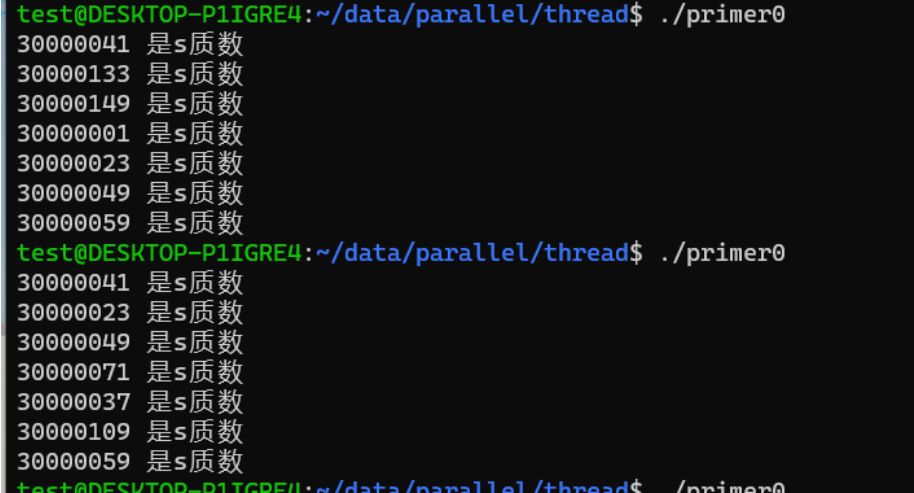 test@DESKTOP-P1IGRE4:~/data/parallel/thread$ ./primer0
30000041 是s质数
30000133 是s质数
30000149 是s质数
30000001 是s质数
30000023 是s质数
30000049 是s质数
30000059 是s质数
test@DESKTOP-P1IGRE4:~/data/parallel/thread$ ./primer0
30000041 是s质数
30000023 是s质数
30000049 是s质数
30000071 是s质数
30000037 是s质数
30000109 是s质数
30000059 是s质数
test@DESKTOP-P1IGRE4:~/data/parallel/thread$ ./primer0